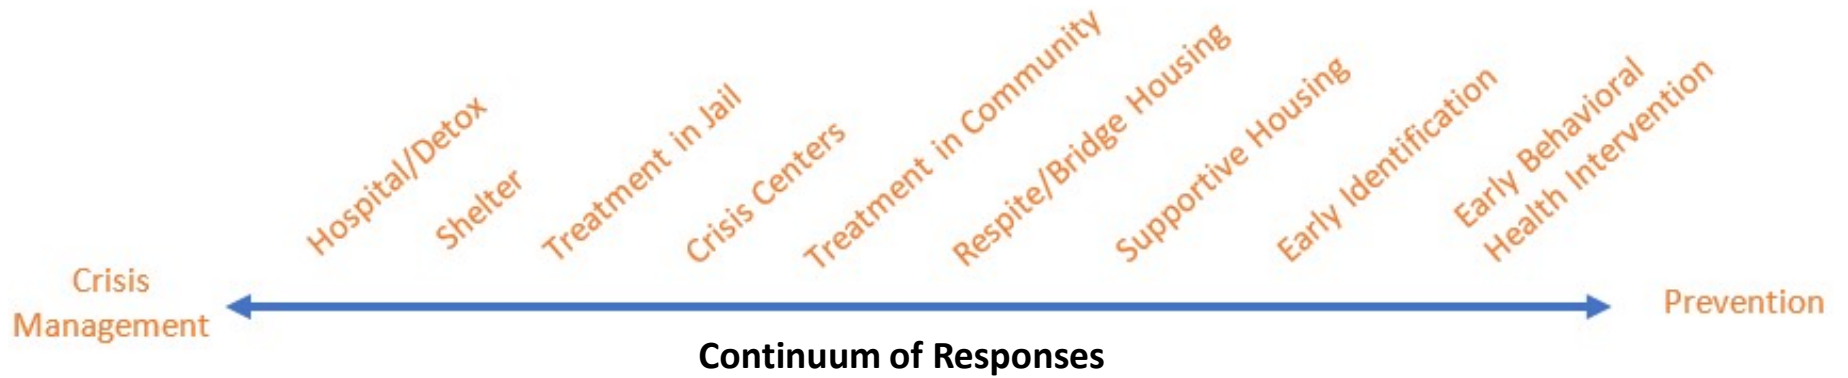 Hospital/Detox
Shelter
Treatment in Jail
Crisis Centers
Treatment in Community
Respite/Bridge Housing
Supportive Housing
Early Identification
Early Behavioral
Health Intervention
Crisis
Management
Prevention
Continuum of Responses